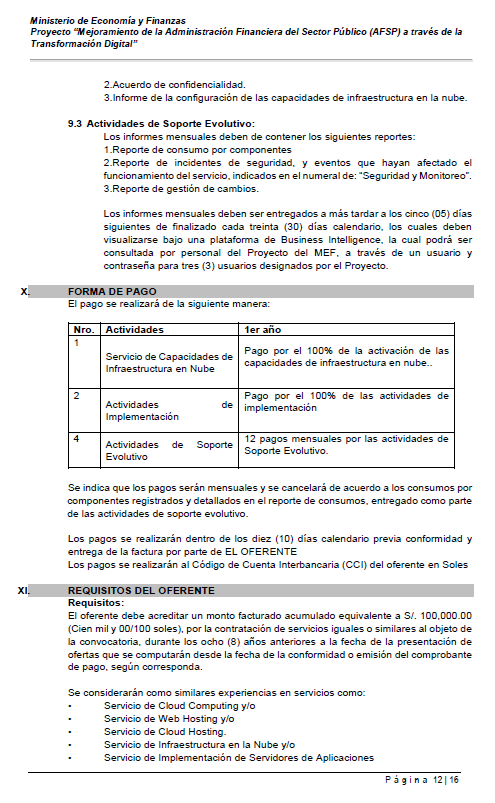 Ministerio de Economía y Finanzas
Proyecto "Mejoramiento de la Administración Financiera del Sector Público (AFSP) a través de la
Transformación Digital"
2.Acuerdo de confidencialidad.
3.Informe de la configuración de las capacidades de infraestructura en la nube.
9.3 Actividades de Soporte Evolutivo:
Los informes mensuales deben de contener los siguientes reportes:
1.Reporte de consumo por componentes
2.Reporte de incidentes de seguridad, y eventos que hayan afectado el
funcionamiento del servicio, indicados en el numeral de: "Seguridad y Monitoreo".
3.Reporte de gestión de cambios.
Los informes mensuales deben ser entregados a más tardar a los cinco (05) días
siguientes de finalizado cada treinta (30) días calendario, los cuales deben
visualizarse bajo una plataforma de Business Intelligence, la cual podrá ser
consultada por personal del Proyecto del MEF, a través de un usuario y
contraseña para tres (3) usuarios designados por el Proyecto.
X. FORMA DE PAGO
El pago se realizará de la siguiente manera:
Nro. Actividades 1er año
1
Servicio de Capacidades de
Infraestructura en Nube
Pago por el 100% de la activación de las
capacidades de infraestructura en nube..
2
Actividades de
Implementación
Pago por el 100% de las actividades de
implementación
4
Actividades de Soporte
Evolutivo
12 pagos mensuales por las actividades de
Soporte Evolutivo.
Se indica que los pagos serán mensuales y se cancelará de acuerdo a los consumos por
componentes registrados y detallados en el reporte de consumos, entregado como parte
de las actividades de soporte evolutivo.
Los pagos se realizarán dentro de los diez (10) días calendario previa conformidad y
entrega de la factura por parte de EL OFERENTE
Los pagos se realizarán al Código de Cuenta Interbancaria (CCI) del oferente en Soles
XI. REQUISITOS DEL OFERENTE
Requisitos:
El oferente debe acreditar un monto facturado acumulado equivalente a S/. 100,000.00
(Cien mil y 00/100 soles), por la contratación de servicios iguales o similares al objeto de
la convocatoria, durante los ocho (8) años anteriores a la fecha de la presentación de
ofertas que se computarán desde la fecha de la conformidad o emisión del comprobante
de pago, según corresponda.
Se considerarán como similares experiencias en servicios como:
• Servicio de Cloud Computing y/o
• Servicio de Web Hosting y/o
• Servicio de Cloud Hosting.
• Servicio de Infraestructura en la Nube y/o
• Servicio de Implementación de Servidores de Aplicaciones
Página 12|16